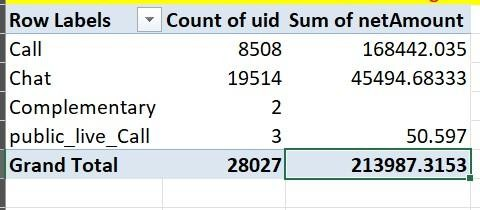 Row Labels Count of uid Sum of netAmount
Call 8508 168442.035
Chat 19514 45494.68333
Complementary 2
public_live_Call 3 50.597
Grand Total 28027 213987.3153